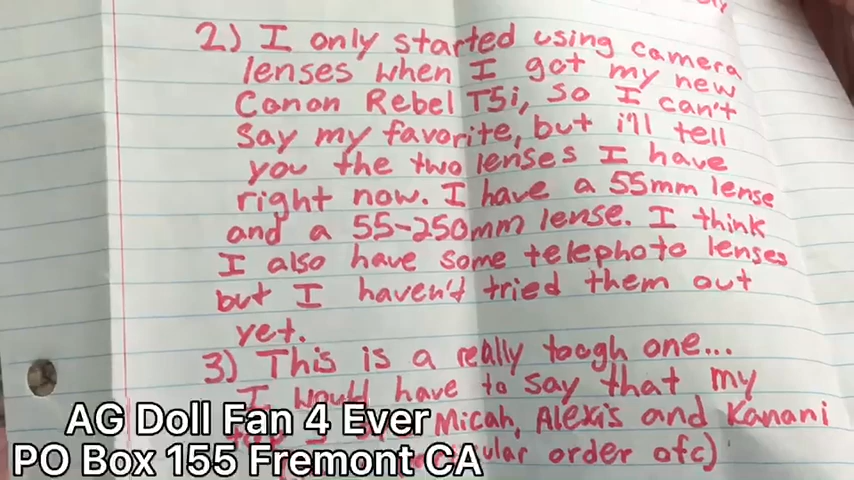 2) I only started using camera
lenses when I got my new
Canon Rebel T5i, so I can't
say my favorite, but i'll tell
you the two lenses I have
right now. I have a 55mm lense
and a 55-250mm lense. I think
I also have some telephoto lenses
but I haven't tried them out
yet.
3) This is a really tough one...
I would have to say that my
Micah, Alexis and Kanani
order ofc)
AG Doll Fan 4 Ever
PO Box 155 Fremont CA